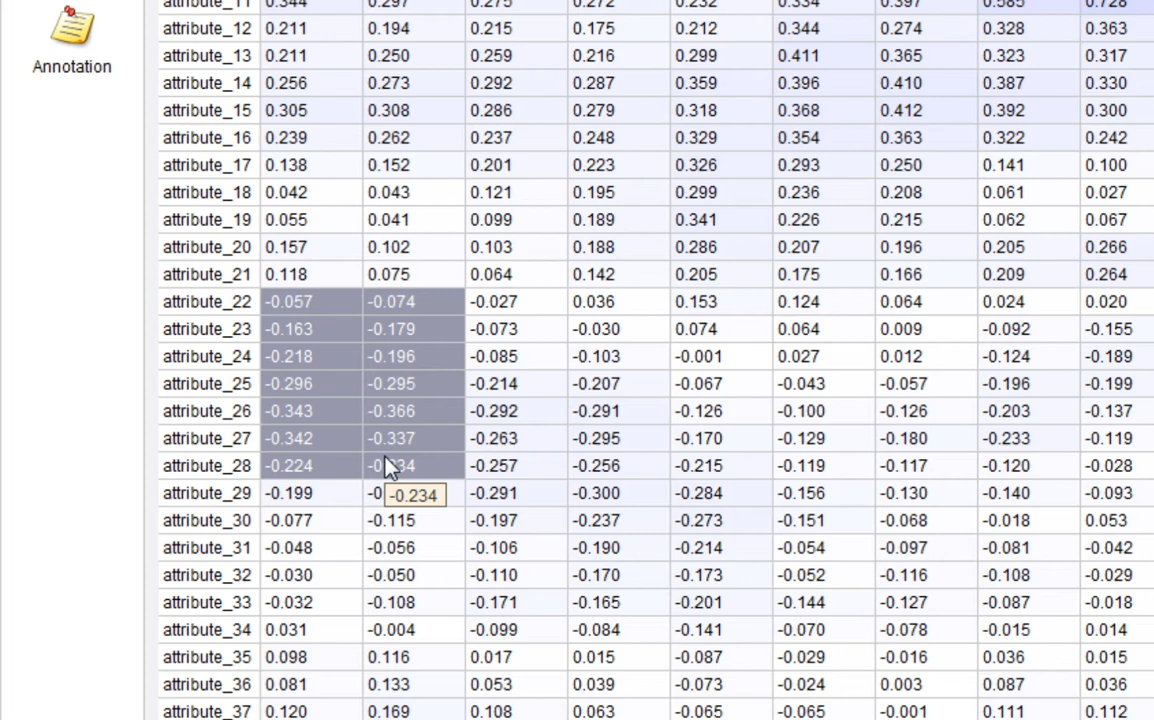 attribute_11 0.344 0.297 0.275 0.272 0.232 0.334 0.397 0.585 0.728
Annotation
attribute_12 0.211 0.194 0.215 0.175 0.212 0.344 0.274 0.328 0.363
attribute_13 0.211 0.250 0.259 0.216 0.299 0.411 0.365 0.323 0.317
attribute_14 0.256 0.273 0.292 0.287 0.359 0.396 0.410 0.387 0.330
attribute_15 0.305 0.308 0.286 0.279 0.318 0.368 0.412 0.392 0.300
attribute_16 0.239 0.262 0.237 0.248 0.329 0.354 0.363 0.322 0.242
attribute_17 0.138 0.152 0.201 0.223 0.326 0.293 0.250 0.141 0.100
attribute_18 0.042 0.043 0.121 0.195 0.299 0.236 0.208 0.061 0.027
attribute_19 0.055 0.041 0.099 0.189 0.341 0.226 0.215 0.062 0.067
attribute_20 0.157 0.102 0.103 0.188 0.286 0.207 0.196 0.205 0.266
attribute_21 0.118 0.075 0.064 0.142 0.205 0.175 0.166 0.209 0.264
attribute_22 -0.057 -0.074 -0.027 0.036 0.153 0.124 0.064 0.024 0.020
attribute_23 -0.163 -0.179 -0.073 -0.030 0.074 0.064 0.009 -0.092 -0.155
attribute_24 -0.218 -0.196 -0.085 -0.103 -0.001 0.027 0.012 -0.124 -0.189
attribute_25 -0.296 -0.295 -0.214 -0.207 -0.067 -0.043 -0.057 -0.196 -0.199
attribute_26 -0.343 -0.366 -0.292 -0.291 -0.126 -0.100 -0.126 -0.203 -0.137
attribute_27 -0.342 -0.337 -0.263 -0.295 -0.170 -0.129 -0.180 -0.233 -0.119
attribute_28 -0.224 -0.234 -0.257 -0.256 -0.215 -0.119 -0.117 -0.120 -0.028
attribute_29 -0.199 -0.291 -0.300 -0.284 -0.156 -0.130 -0.140 -0.093
-0.234
attribute_30 -0.077 -0.115 -0.197 -0.237 -0.273 -0.151 -0.068 -0.018 0.053
attribute_31 -0.048 -0.056 -0.106 -0.190 -0.214 -0.054 -0.097 -0.081 -0.042
attribute_32 -0.030 -0.050 -0.110 -0.170 -0.173 -0.052 -0.116 -0.108 -0.029
attribute_33 -0.032 -0.108 -0.171 -0.165 -0.201 -0.144 -0.127 -0.087 -0.018
attribute_34 0.031 -0.004 -0.099 -0.084 -0.141 -0.070 -0.078 -0.015 0.014
attribute_35 0.098 0.116 0.017 0.015 -0.087 -0.029 -0.016 0.036 0.015
attribute_36 0.081 0.133 0.053 0.039 -0.073 -0.024 0.003 0.087 0.036
attribute_37 0.120 0.169 0.108 0.063 -0.065 -0.065 -0.001 0.111 0.112